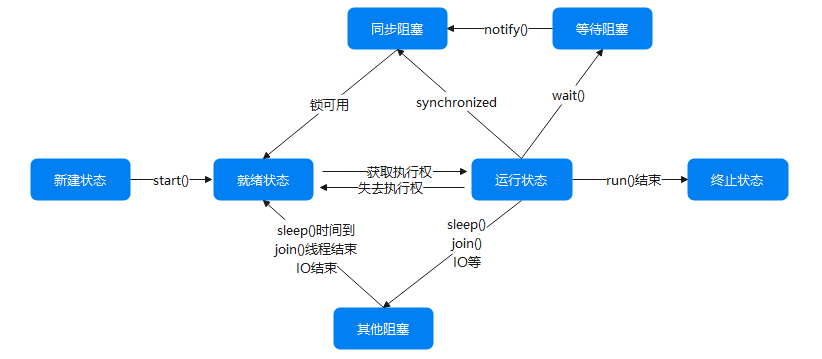 同步阻塞
notify()
等待阻塞
锁可用
synchronized
wait()
新建状态
start()
就绪状态
获取执行权
失去执行权
运行状态
run()结束
终止状态
sleep()时间到
join()线程结束
IO结束
sleep()
join()
IO等
其他阻塞